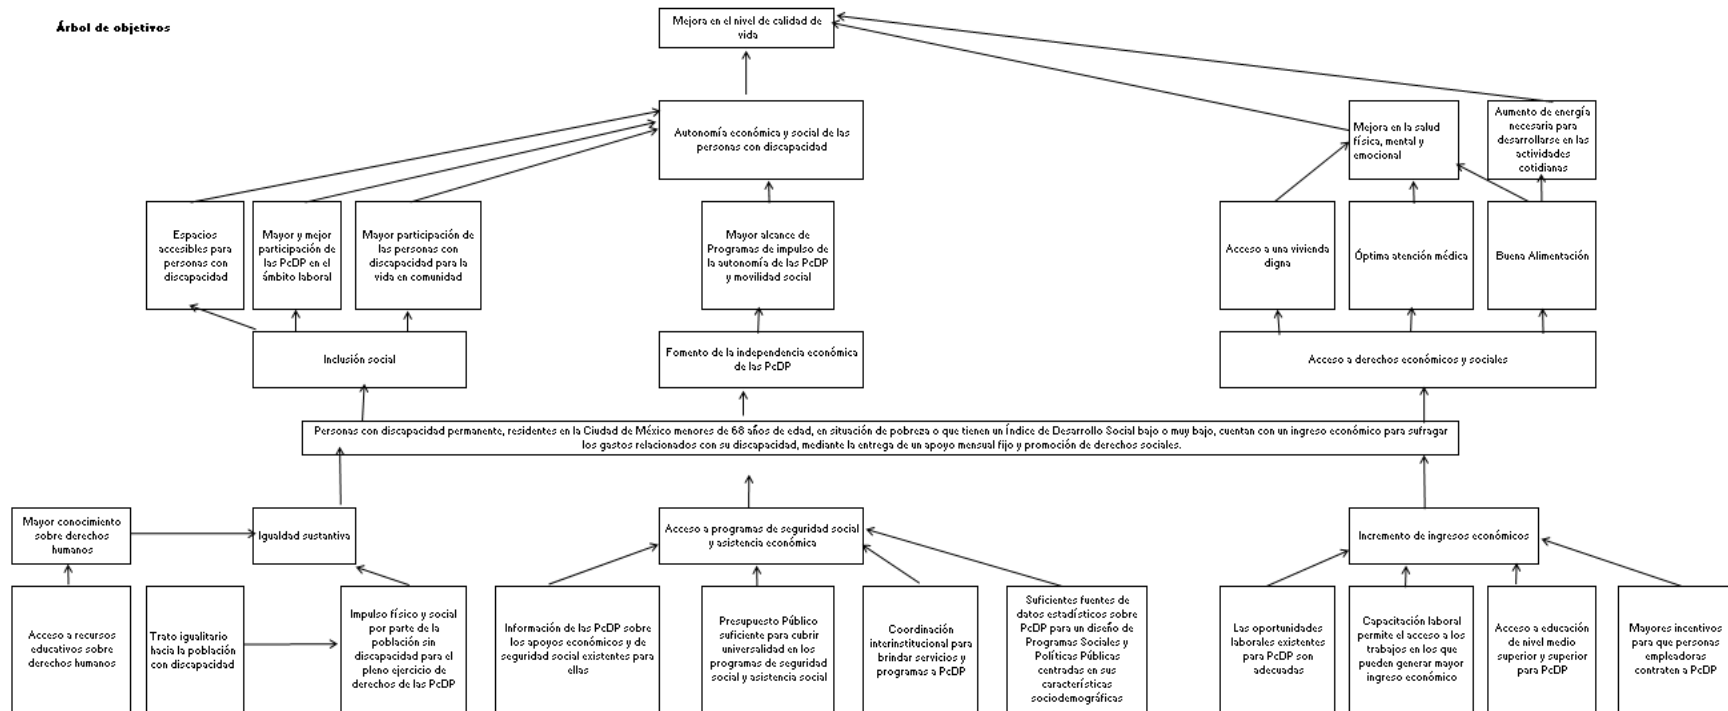 Árbol de objetivos
Mejora en el nivel de calidad de
vida
Autonomía económica y social de las
personas con discapacidad
Mejora en la salud
física, mental y
emocional
Aumento de energía
necesaria para
desarrollarse en las
actividades
cotidianas
Espacios
accesibles para
personas con
discapacidad
Mayor y mejor
participación de
las PcDP en el
ámbito laboral
Mayor participación de
las personas con
discapacidad para la
vida en comunidad
Mayor alcance de
Programas de impulso de
la autonomía de las PcDP
y movilidad social
Acceso a una vivienda
digna
Óptima atención médica
Buena Alimentación
Inclusión social
Fomento de la independencia económica
de las PcDP
Acceso a derechos económicos y sociales
Personas con discapacidad permanente, residentes en la Ciudad de México menores de 68 años de edad, en situación de pobreza o que tienen un Índice de Desarrollo Social bajo o muy bajo, cuentan con un ingreso económico para sufragar
los gastos relacionados con su discapacidad, mediante la entrega de un apoyo mensual fijo y promoción de derechos sociales.
Mayor conocimiento
sobre derechos
humanos
Igualdad sustantiva
Acceso a programas de seguridad social
y asistencia económica
Incremento de ingresos económicos
Acceso a recursos
educativos sobre
derechos humanos
Trato igualitario
hacia la población
con discapacidad
Impulso físico y social
por parte de la
población sin
discapacidad para el
pleno ejercicio de
derechos de las PcDP
Información de las PcDP sobre
los apoyos económicos y de
seguridad social existentes para
ellas
Presupuesto Público
suficiente para cubrir
universalidad en los
programas de seguridad
social y asistencia social
Coordinación
interinstitucional para
brindar servicios y
programas a PcDP
Suficientes fuentes de
datos estadísticos sobre
PcDP para un diseño de
Programas Sociales y
Políticas Públicas
centradas en sus
características
sociodemográficas
Las oportunidades
laborales existentes
para PcDP son
adecuadas
Capacitación laboral
permite el acceso a los
trabajos en los que
pueden generar mayor
ingreso económico
Acceso a educación
de nivel medio
superior y superior
para PcDP
Mayores incentivos
para que personas
empleadoras
contraten a PcDP